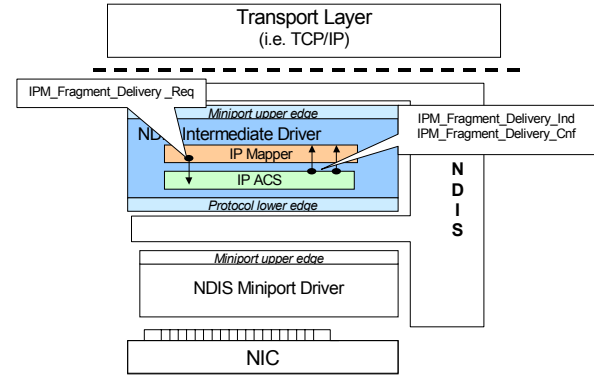 Transport Layer
(i.e. TCP/IP)
IPM_Fragment_Delivery _Req
Miniport upper edge
IPM_Fragment_Delivery_Ind
IPM_Fragment_Delivery_Cnf
Intermediate Driver
IP Mapper
IP ACS
Protocol lower edge
N
D
I
S
Miniport upper edge
NDIS Miniport Driver
NIC